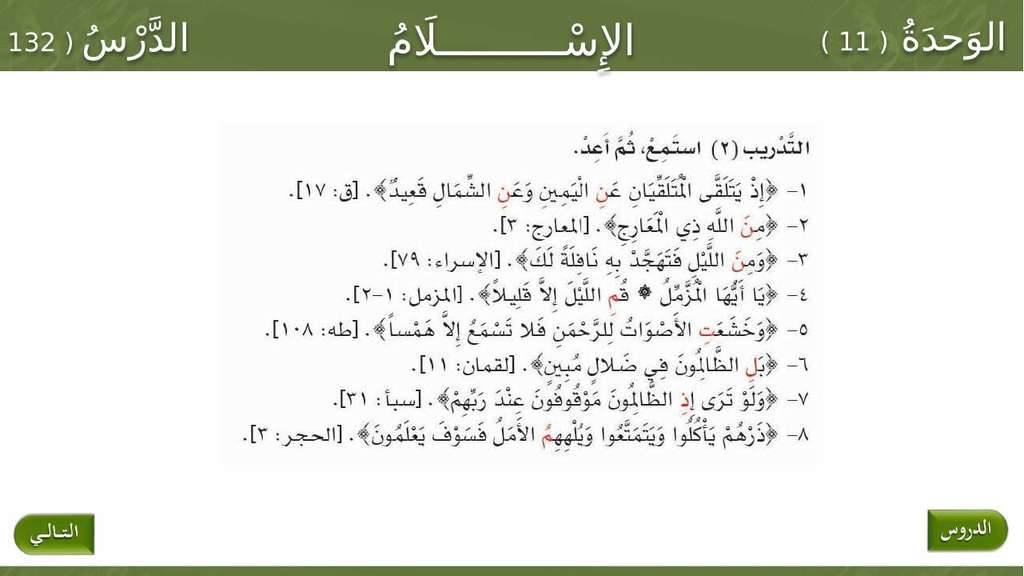 الوَحدَةُ ( 11 )
الإِسْــــــــــلَامُ
الدَّرْسُ ( 132
التَّدْريب (٢) استَمِعْ، ثُمَّ أَعِدْ.
١- ﴿إِذْ يَتَلَقَّى الْمُتَلَقِّيَانِ عَنِ الْيَمِينِ وَعَنِ الشِّمَالِ قَعِيدٌ﴾. [ق: ١٧].
٢- ﴿مِنَ اللَّهِ ذِي الْمَعَارِجِ﴾. [المعارج: ٣].
٣- ﴿وَمِنَ اللَّيْلِ فَتَهَجَّدْ بِهِ نَافِلَةً لَكَ﴾. [الإسراء: ٧٩].
٤- ﴿يَا أَيُّهَا الْمُزَّمِّلُ ۞ قُمِ اللَّيْلَ إِلاَّ قَلِيلاً﴾. [المزمل: ١-٢].
٥- ﴿وَخَشَعَتِ الأَصْوَاتُ لِلرَّحْمَنِ فَلا تَسْمَعُ إِلاَّ هَمْساً﴾. [طه: ١٠٨].
٦- ﴿بَلِ الظَّالِمُونَ فِي ضَلالٍ مُبِينٍ﴾. [لقمان: ١١].
٧- ﴿وَلَوْ تَرَى إِذِ الظَّالِمُونَ مَوْقُوفُونَ عِنْدَ رَبِّهِمْ﴾. [سبأ: ٣١].
٨- ﴿ذَرْهُمْ يَأْكُلُوا وَيَتَمَتَّعُوا وَيُلْهِهِمُ الأَمَلُ فَسَوْفَ يَعْلَمُونَ﴾. [الحجر: ٣].
الدروس
التالي